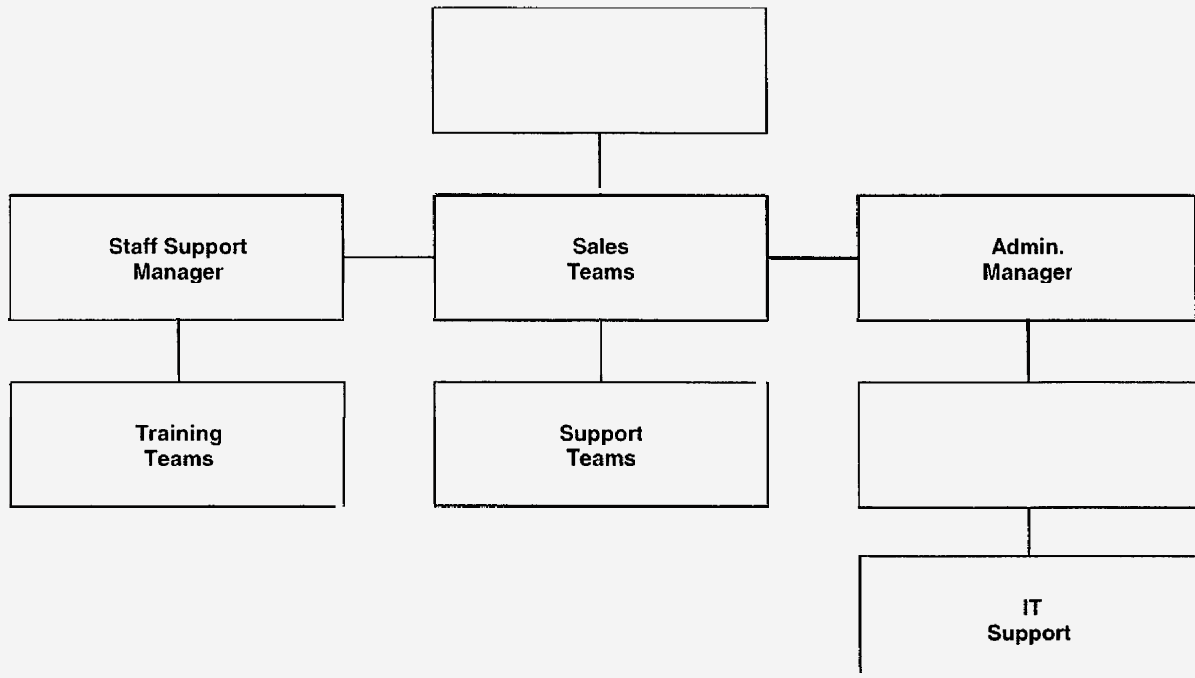 Staff Support
Manager
Sales
Teams
Admin.
Manager
Training
Teams
Support
Teams
IT
Support